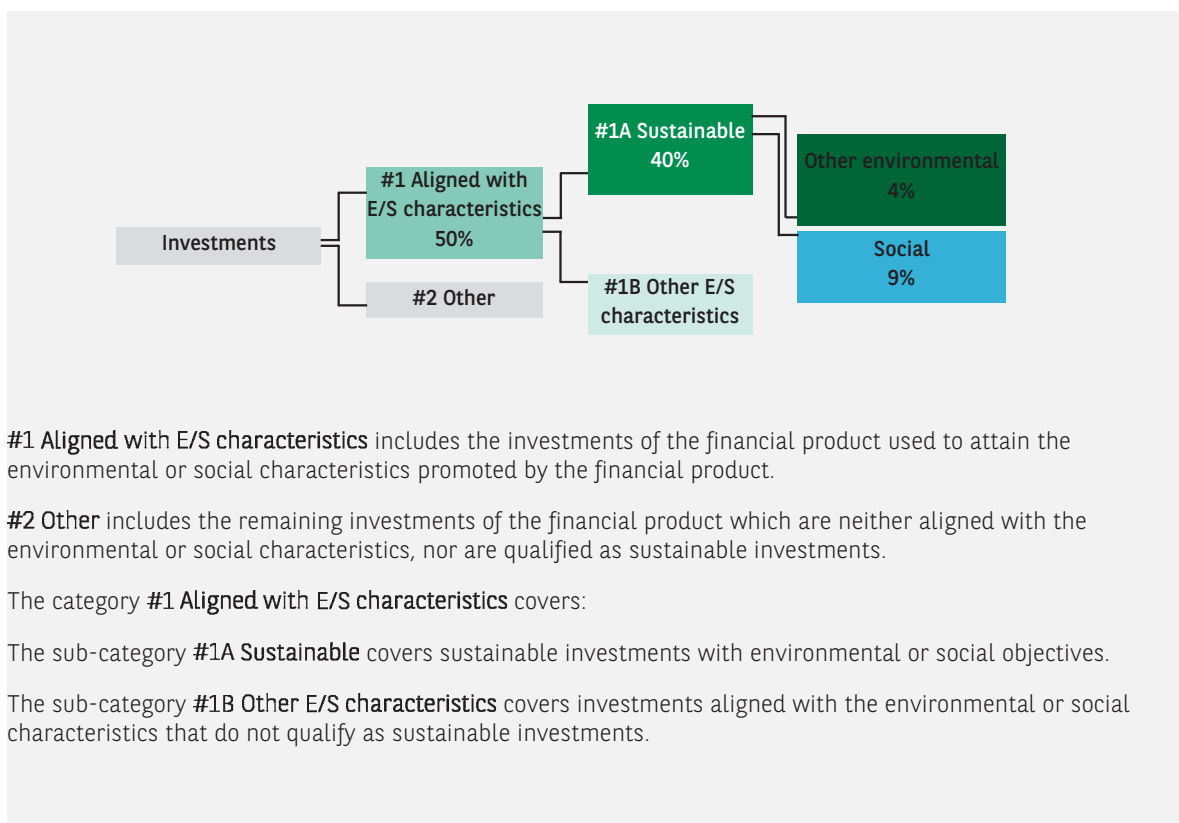 #1A Sustainable
40%
Other environmental
4%
#1 Aligned with
E/S characteristics
50%
Investments
Social
9%
#2 Other
#1B Other E/S
characteristics
#1 Aligned with E/S characteristics includes the investments of the financial product used to attain the
environmental or social characteristics promoted by the financial product.
#2 Other includes the remaining investments of the financial product which are neither aligned with the
environmental or social characteristics, nor are qualified as sustainable investments.
The category #1 Aligned with E/S characteristics covers:
The sub-category #1A Sustainable covers sustainable investments with environmental or social objectives.
The sub-category #1B Other E/S characteristics covers investments aligned with the environmental or social
characteristics that do not qualify as sustainable investments.